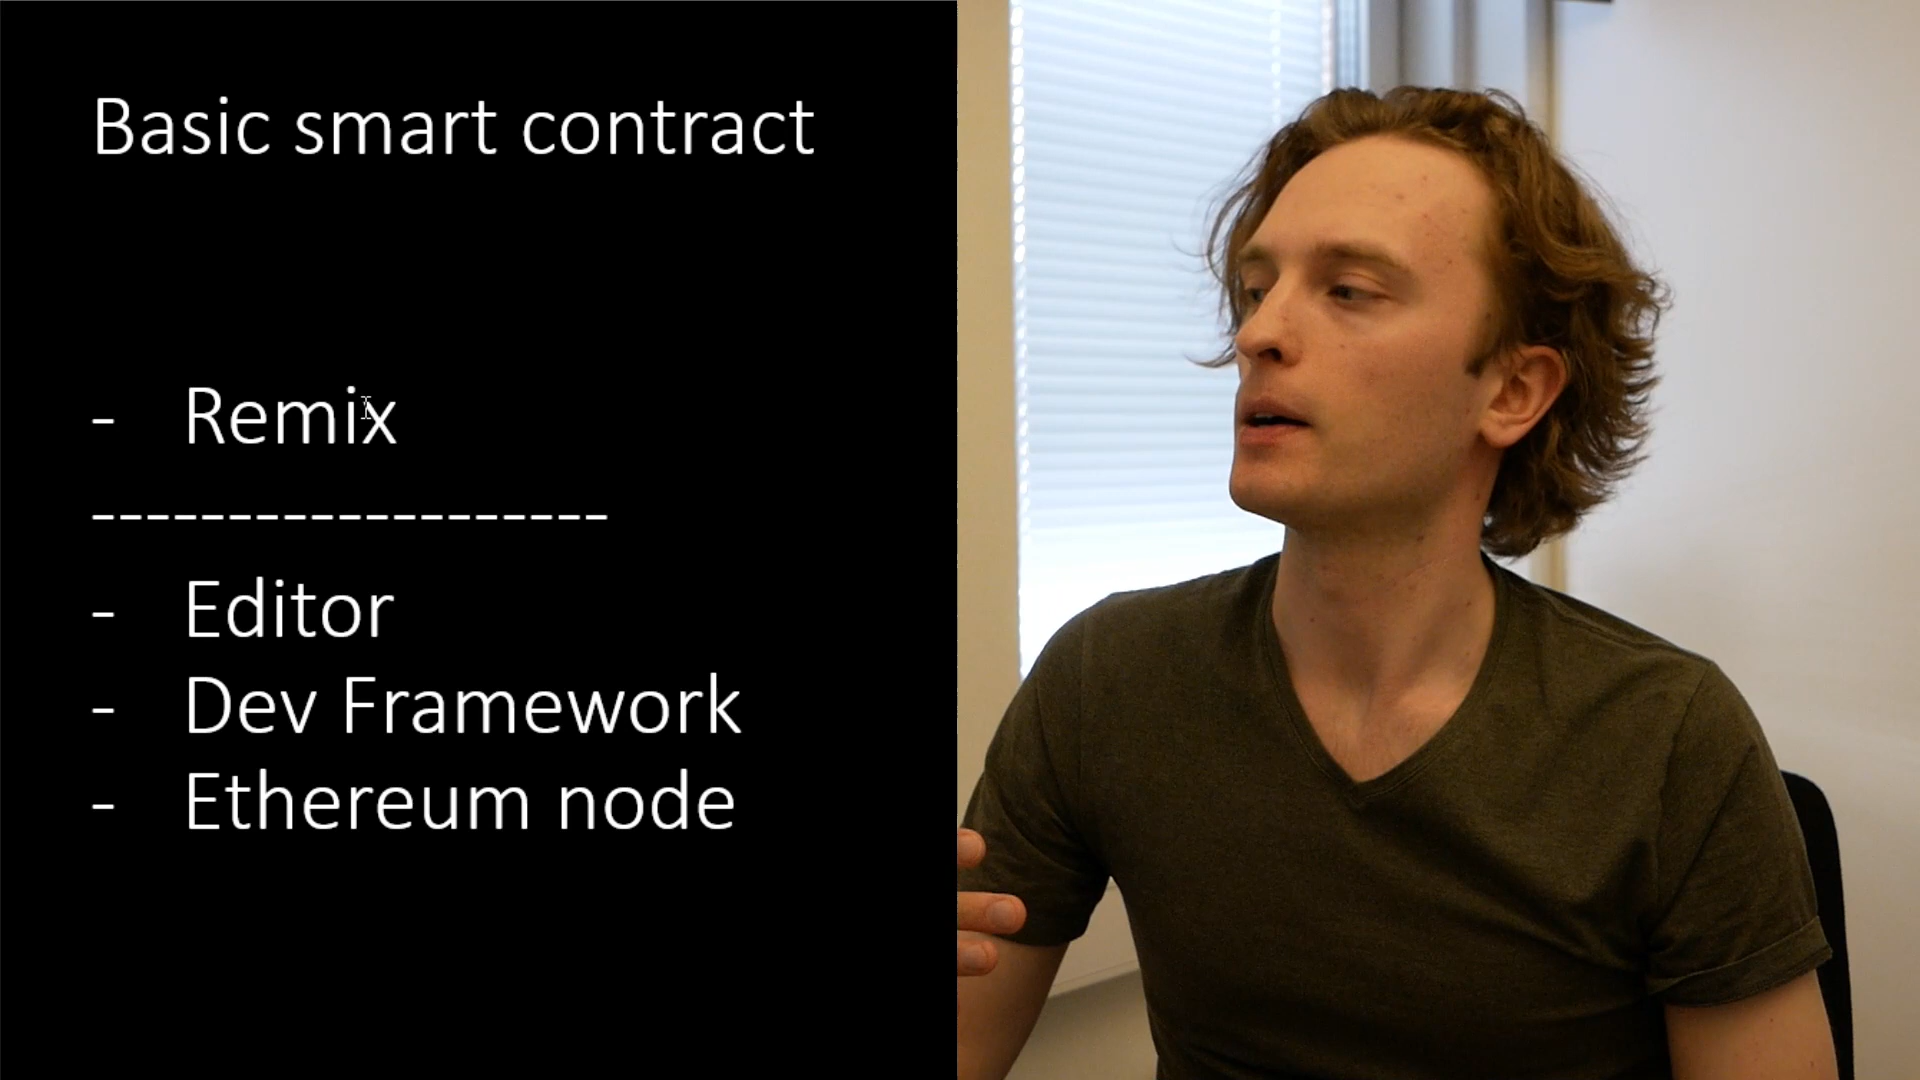 Basic smart contract
- Remix
-------------------
- Editor
- Dev Framework
- Ethereum node